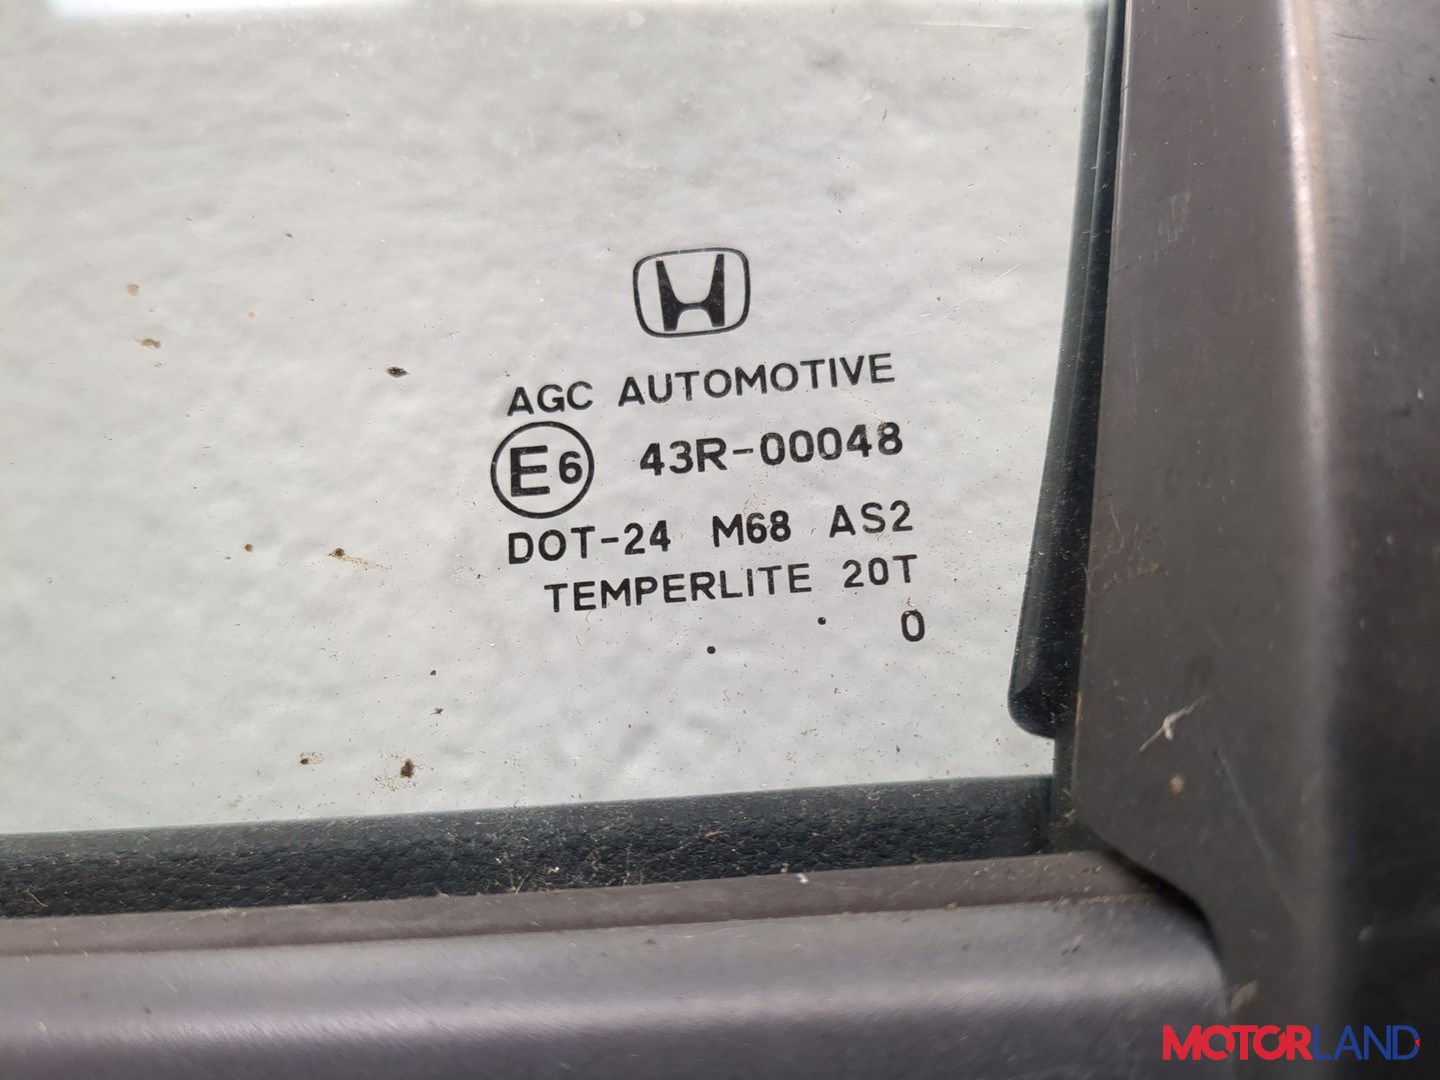 AGC AUTOMOTIVE
E6 43R-00048
DOT-24 M68 AS2
TEMPERLITE 20T
0
MOTORLAND